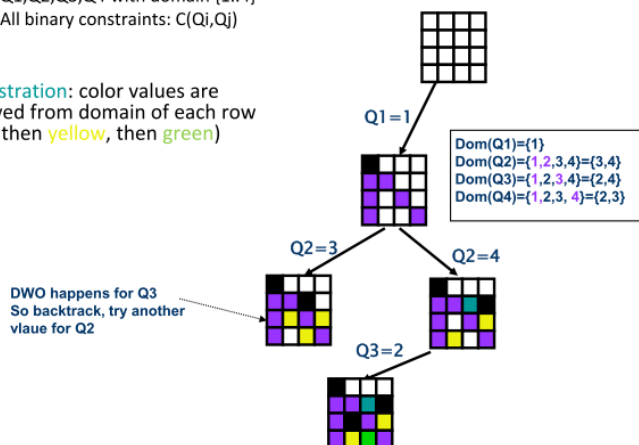 All binary constraints: C(Qi,Qj)
stration: color values are
ved from domain of each row
then yellow, then green)
Q1=1
Dom(Q1)={1}
Dom(Q2)={1,2,3,4}={3,4}
Dom(Q3)={1,2,3,4}={2,4}
Dom(Q4)={1,2,3, 4}={2,3}
Q2=3
Q2=4
DWO happens for Q3
So backtrack, try another
vlaue for Q2
Q3=2